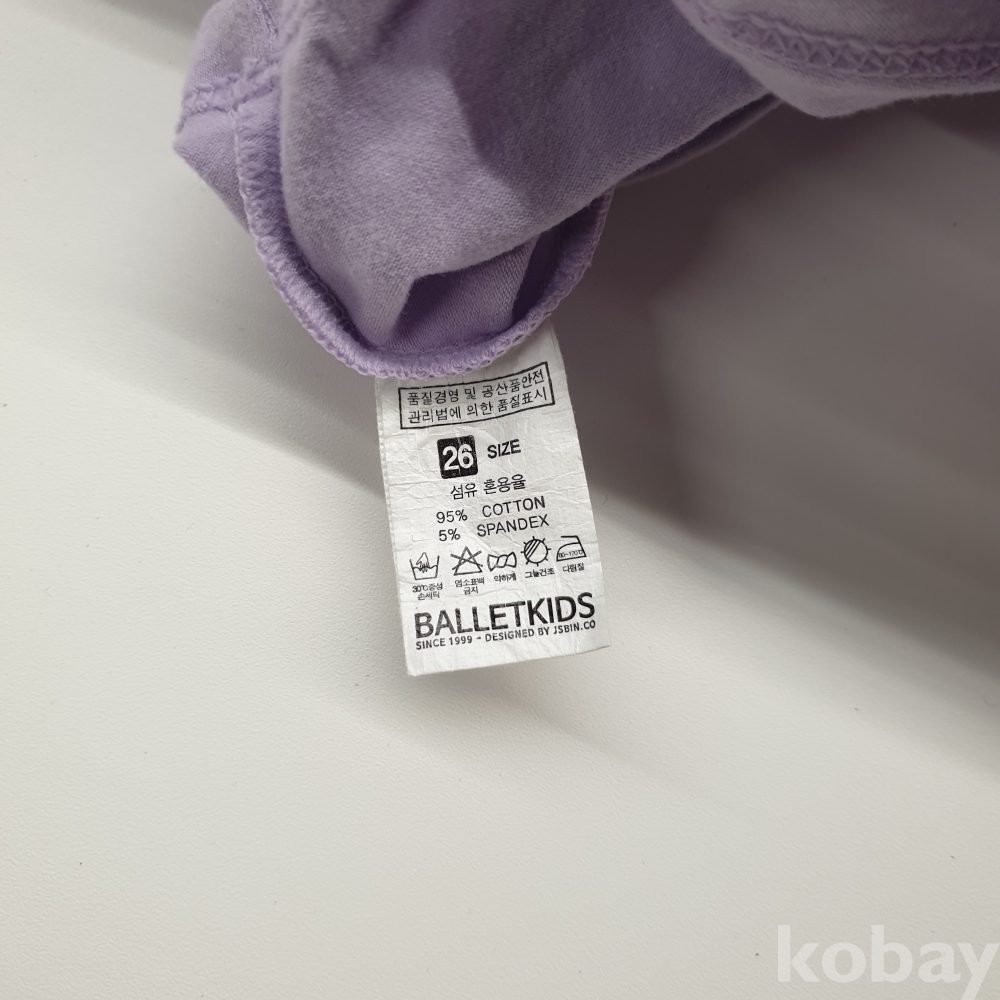 품질경영 및 공산품안전
관리법에 의한 품질표시
26 SIZE
섬유 혼용율
95% COTTON
5% SPANDEX
30℃중성 염소표백 약하게 그늘건조 다림질
손세탁 금지
BALLETKIDS
SINCE 1999 - DESIGNED BY JSBIN.CO
kobay